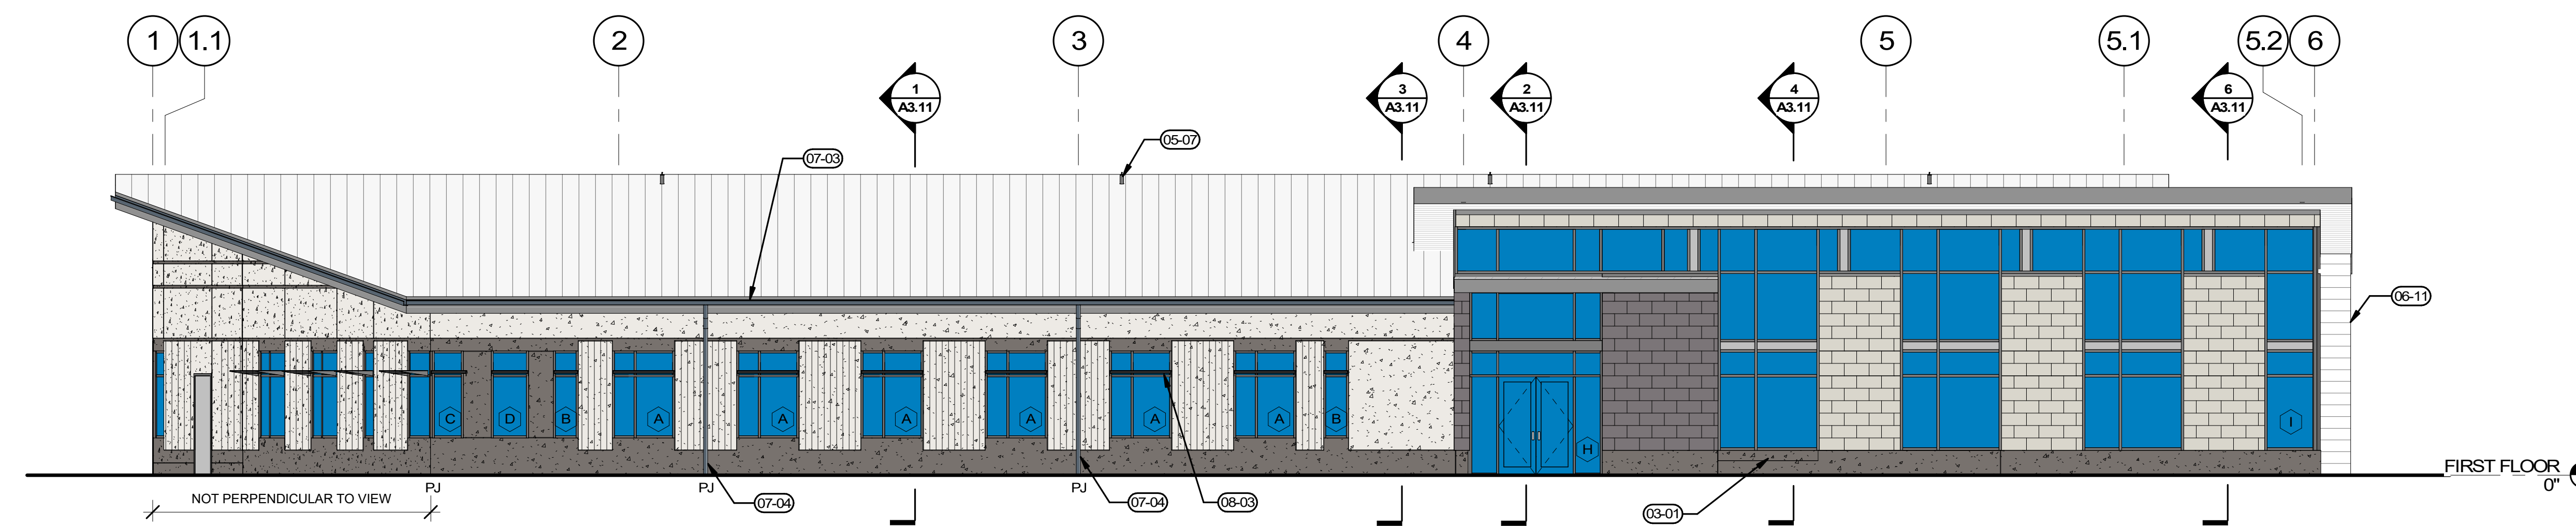 1
1.1
2
3
4
5
5.1
5.2
6
1
A3.11
3
A3.11
2
A3.11
4
A3.11
6
A3.11
05-07
07-03
06-11
C
D
B
A
A
A
A
A
A
B
H
I
FIRST FLOOR
0"
PJ
PJ
PJ
NOT PERPENDICULAR TO VIEW
07-04
07-04
08-03
03-01